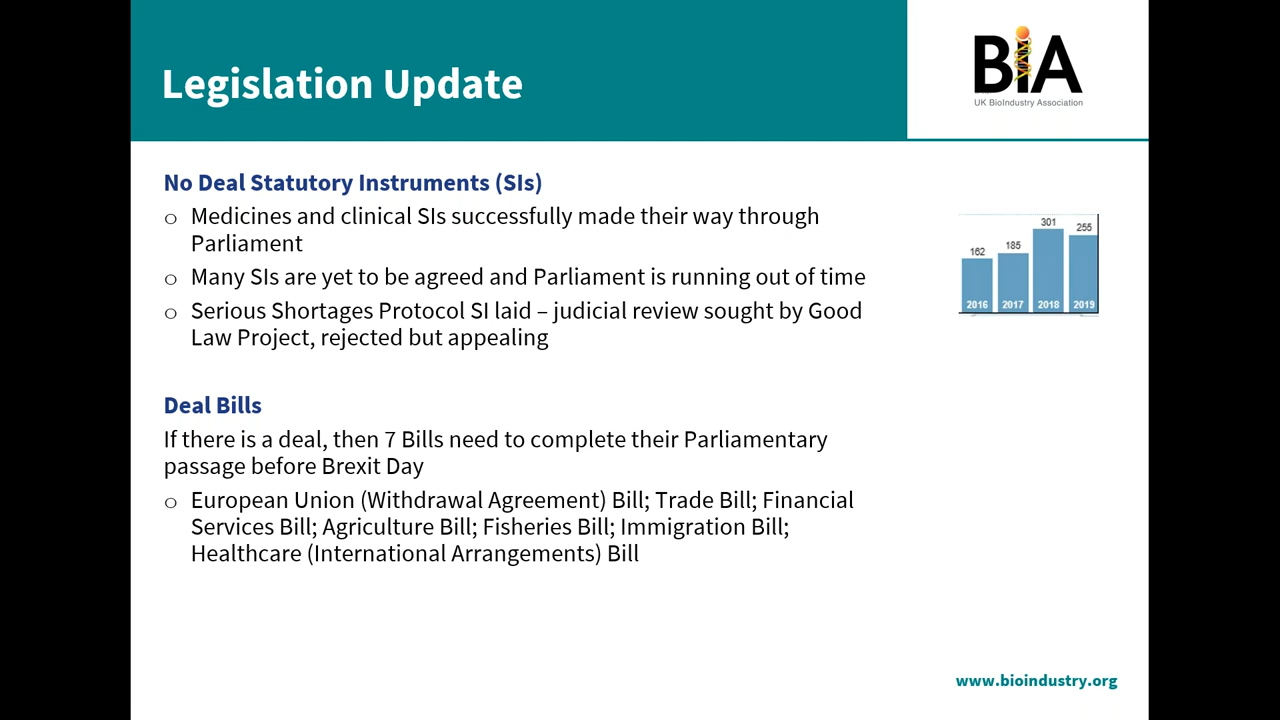 Legislation Update
BiA
UK BioIndustry Association
No Deal Statutory Instruments (SIs)
o Medicines and clinical SIs successfully made their way through
Parliament
o Many SIs are yet to be agreed and Parliament is running out of time
o Serious Shortages Protocol SI laid – judicial review sought by Good
Law Project, rejected but appealing
162 185 301 255
2016 2017 2018 2019
Deal Bills
If there is a deal, then 7 Bills need to complete their Parliamentary
passage before Brexit Day
o European Union (Withdrawal Agreement) Bill; Trade Bill; Financial
Services Bill; Agriculture Bill; Fisheries Bill; Immigration Bill;
Healthcare (International Arrangements) Bill
www.bioindustry.org